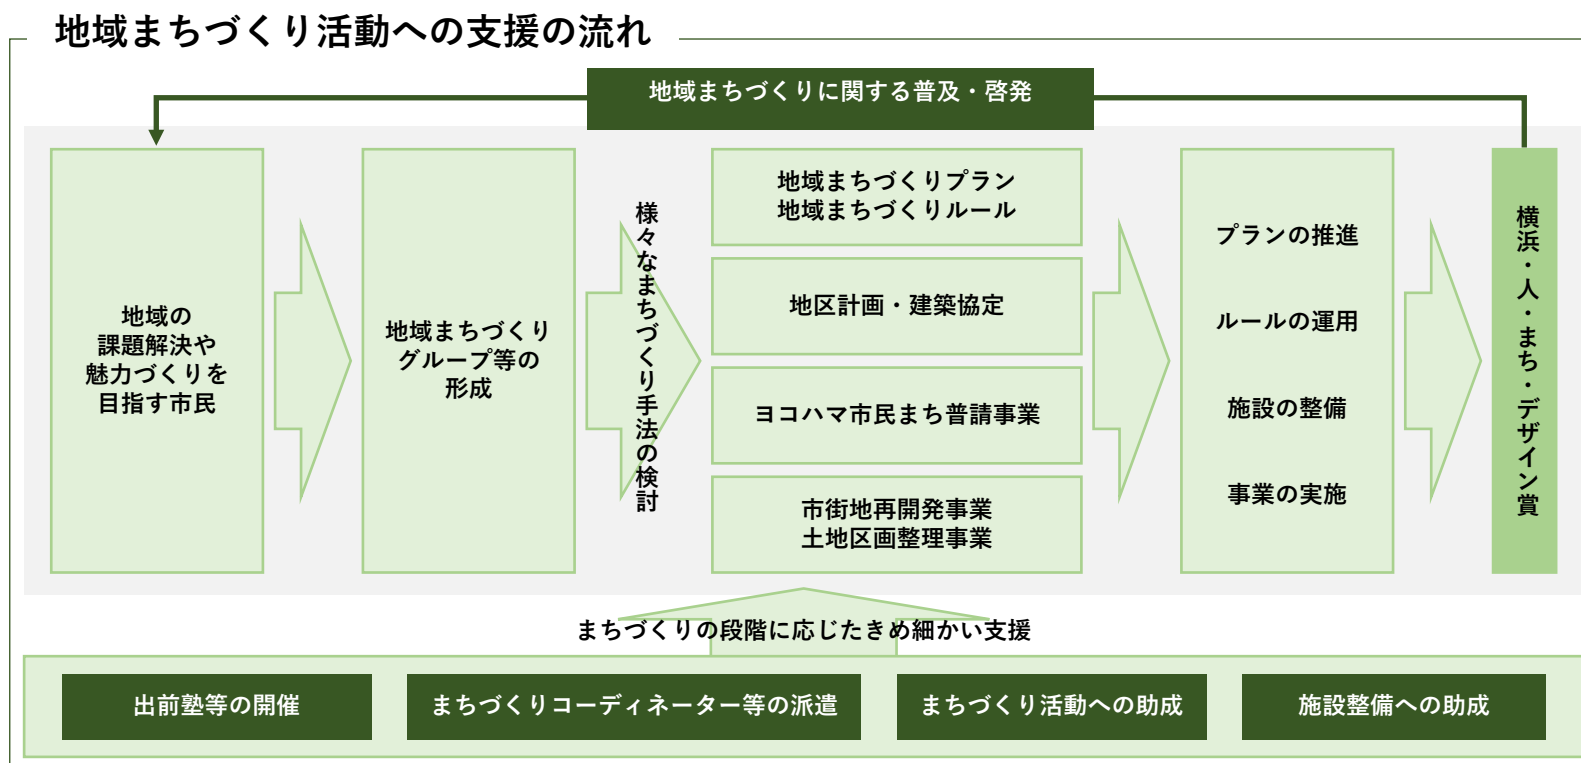 地域まちづくり活動への支援の流れ
地域まちづくりに関する普及・啓発
地域の
課題解決や
魅力づくりを
目指す市民
地域まちづくり
グループ等の
形成
様々なまちづくり手法の検討
地域まちづくりプラン
地域まちづくりルール
地区計画・建築協定
ヨコハマ市民まち普請事業
市街地再開発事業
土地区画整理事業
プランの推進
ルールの運用
施設の整備
事業の実施
横浜・人・まち・デザイン賞
まちづくりの段階に応じたきめ細かい支援
出前塾等の開催
まちづくりコーディネーター等の派遣
まちづくり活動への助成
施設整備への助成